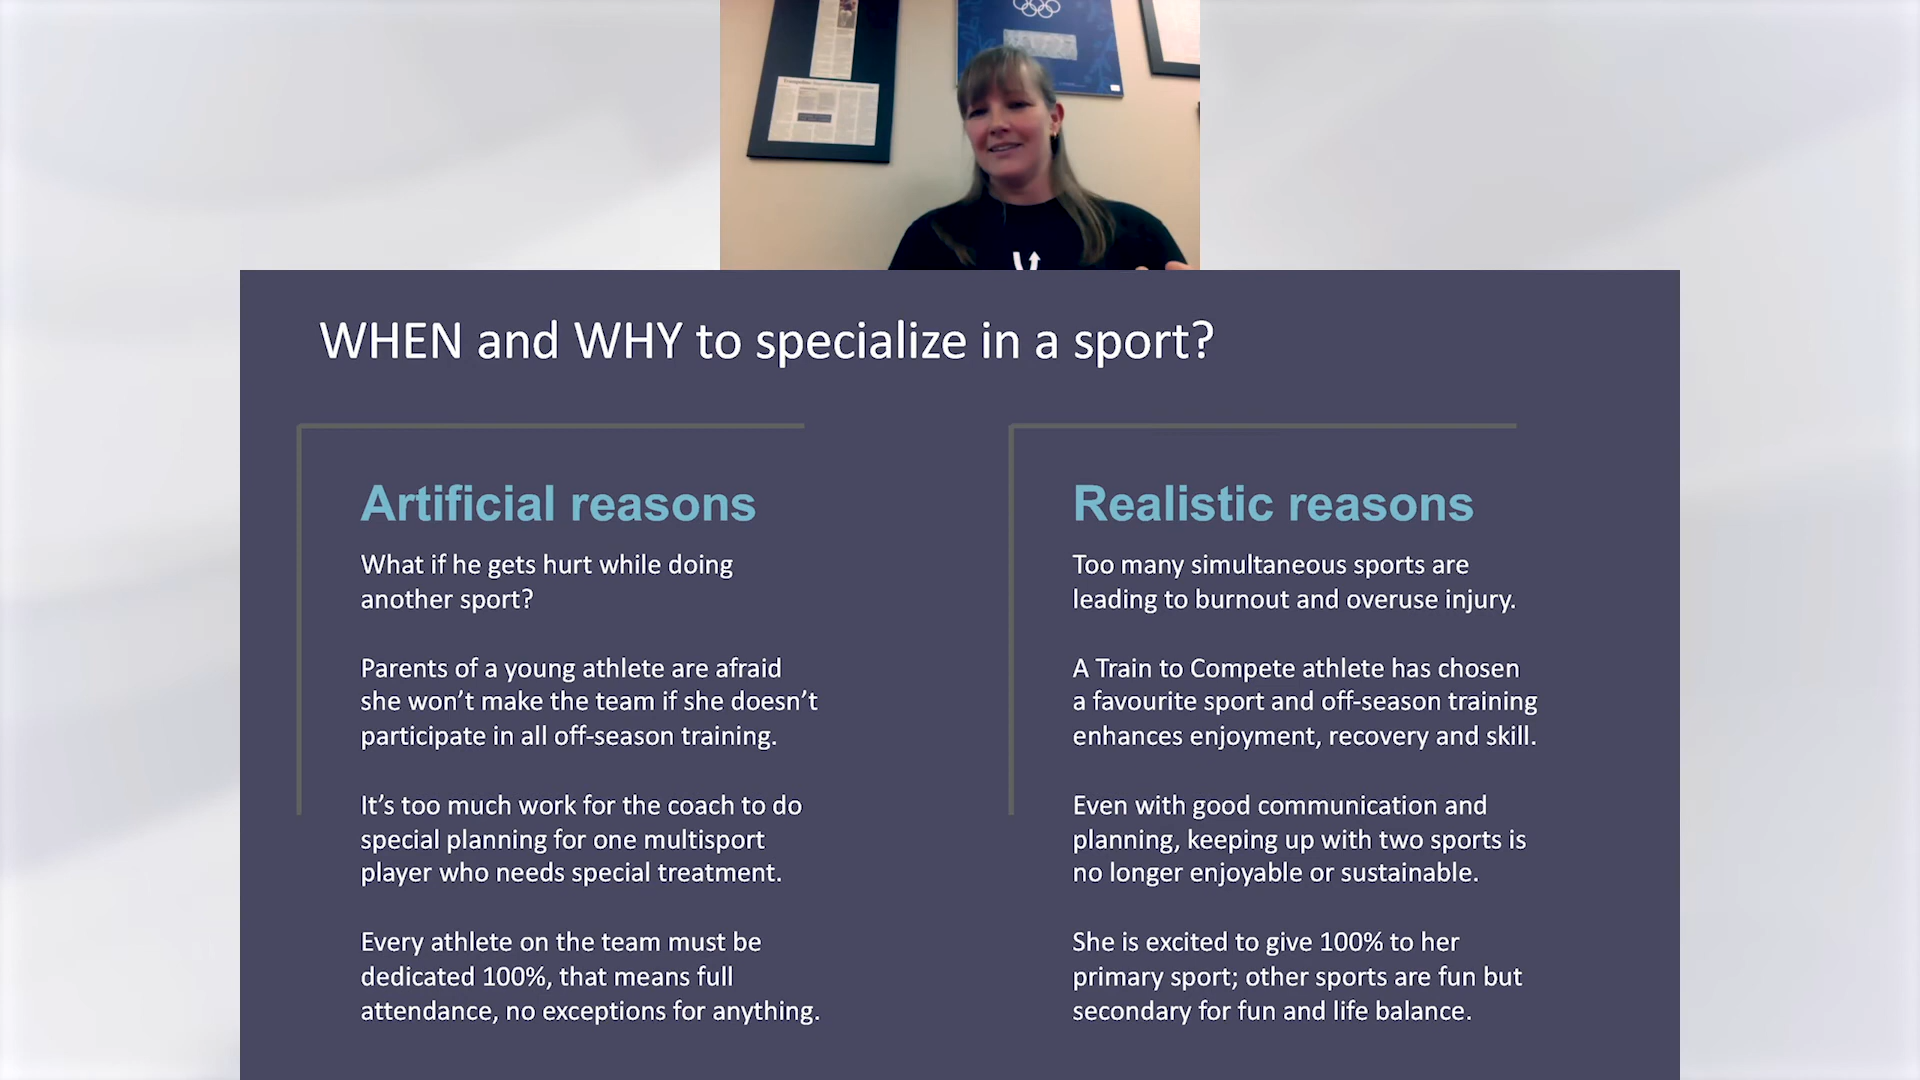 WHEN and WHY to specialize in a sport?
Artificial reasons
What if he gets hurt while doing
another sport?
Parents of a young athlete are afraid
she won’t make the team if she doesn’t
participate in all off-season training.
It’s too much work for the coach to do
special planning for one multisport
player who needs special treatment.
Every athlete on the team must be
dedicated 100%, that means full
attendance, no exceptions for anything.
Realistic reasons
Too many simultaneous sports are
leading to burnout and overuse injury.
A Train to Compete athlete has chosen
a favourite sport and off-season training
enhances enjoyment, recovery and skill.
Even with good communication and
planning, keeping up with two sports is
no longer enjoyable or sustainable.
She is excited to give 100% to her
primary sport; other sports are fun but
secondary for fun and life balance.